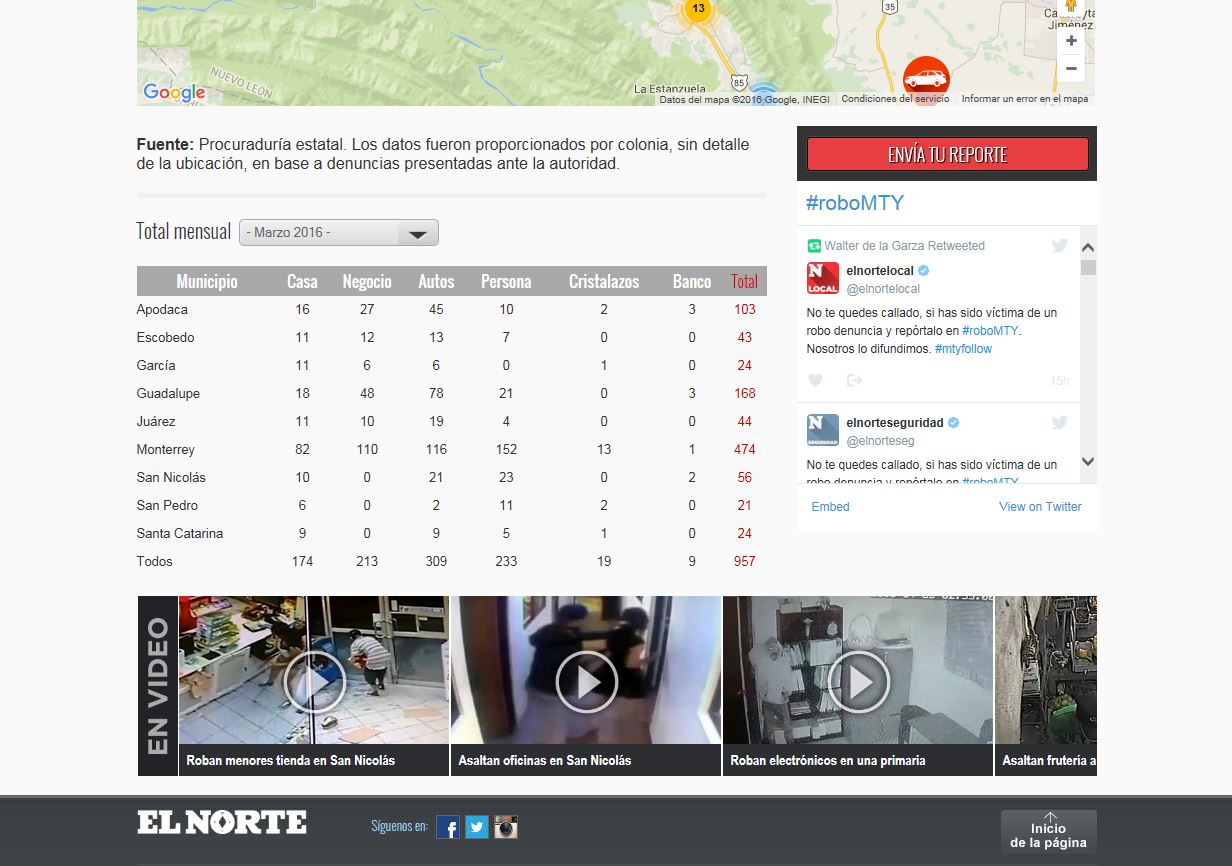 13
35
Jiménez
NUEVO LEÓN
85
La Estanzuela
Google
Datos del mapa ©2016 Google, INEGI Condiciones del servicio Informar un error en el mapa
Fuente: Procuraduría estatal. Los datos fueron proporcionados por colonia, sin detalle
de la ubicación, en base a denuncias presentadas ante la autoridad.
Total mensual - Marzo 2016 -
Municipio Casa Negocio Autos Persona Cristalazos Banco Total
Apodaca 16 27 45 10 2 3 103
Escobedo 11 12 13 7 0 0 43
García 11 6 6 0 1 0 24
Guadalupe 18 48 78 21 0 3 168
Juárez 11 10 19 4 0 0 44
Monterrey 82 110 116 152 13 1 474
San Nicolás 10 0 21 23 0 2 56
San Pedro 6 0 2 11 2 0 21
Santa Catarina 9 0 9 5 1 0 24
Todos 174 213 309 233 19 9 957
ENVÍA TU REPORTE
#roboMTY
Walter de la Garza Retweeted
N
LOCAL
elnortelocal
@elnortelocal
No te quedes callado, si has sido víctima de un
robo denuncia y repórtalo en #roboMTY.
Nosotros lo difundimos. #mtyfollow
15h
N
SEGURIDAD
elnorteseguridad
@elnorteseg
No te quedes callado, si has sido víctima de un
robo denuncia y repórtalo en #roboMTY
Embed View on Twitter
EN VIDEO
Roban menores tienda en San Nicolás
Asaltan oficinas en San Nicolás
Roban electrónicos en una primaria
Asaltan frutería a
EL NORTE
Síguenos en:
Inicio
de la página